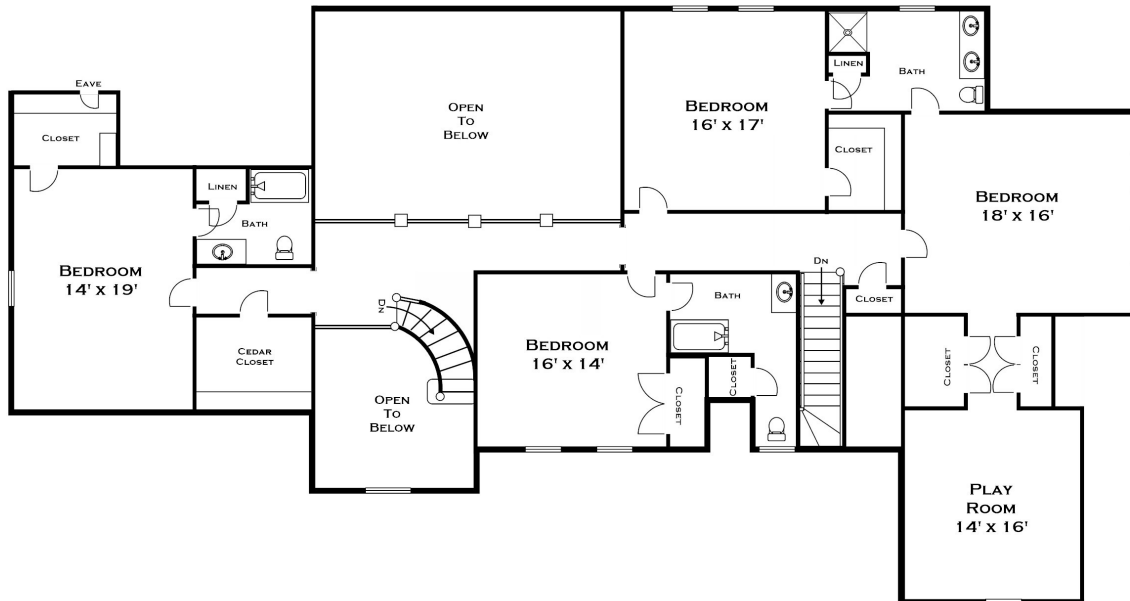 Eave
Closet
Open
To
Below
Bedroom
16' x 17'
Linen
Bath
Closet
Bedroom
18' x 16'
Linen
Bath
Bedroom
14' x 19'
Cedar
Closet
Dn
Open
To
Below
Bedroom
16' x 14'
Bath
Closet
Closet
Dn
Closet
Closet
Closet
Play
Room
14' x 16'